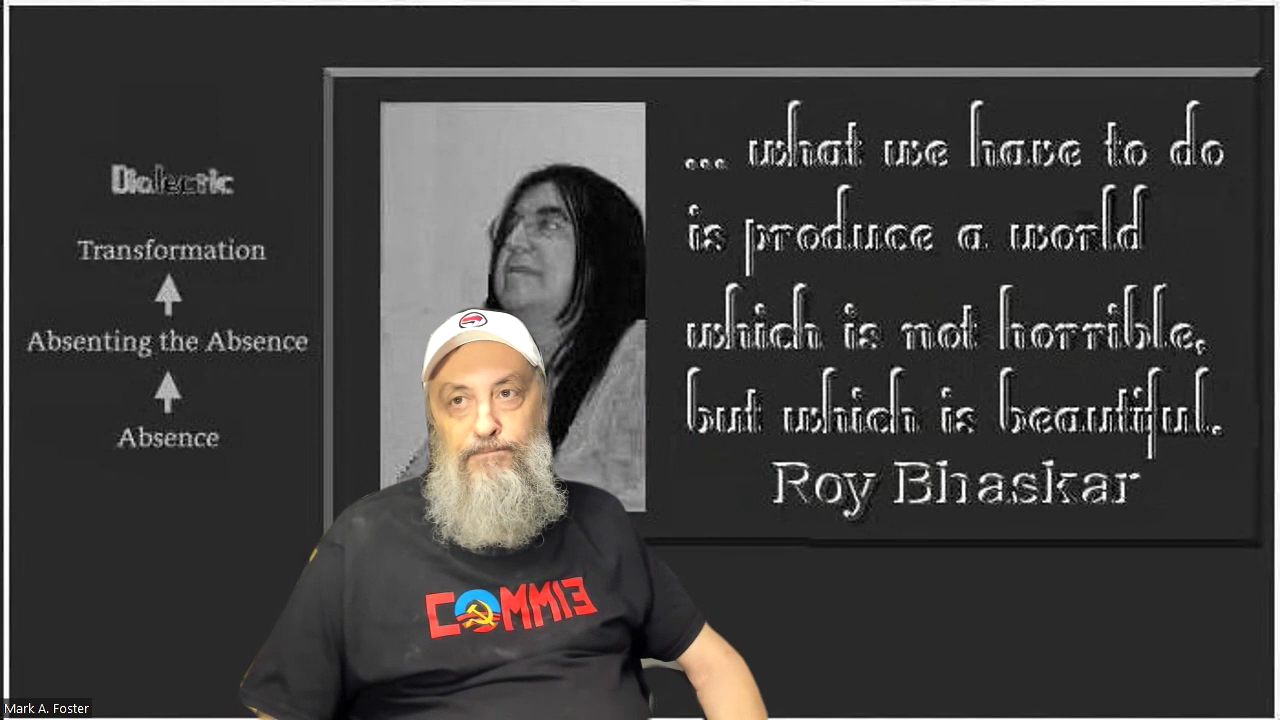 Dialectic
Transformation
Absenting the Absence
Absence
... what we have to do
is produce a world
which is not horrible,
but which is beautiful.
Roy Bhaskar
COMMIE
Mark A. Foster